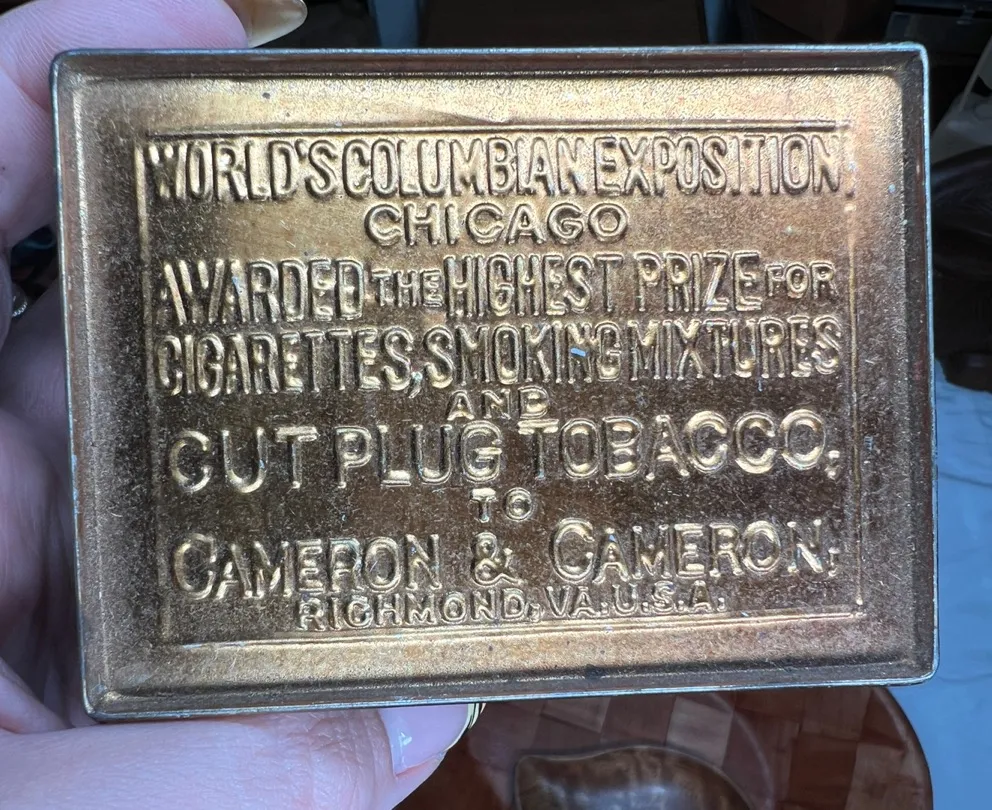 WORLD'S COLUMBIAN EXPOSITION,
CHICAGO
AWARDED THE HIGHEST PRIZE FOR
CIGARETTES, SMOKING MIXTURES
AND
CUT PLUG TOBACCO,
TO
CAMERON & CAMERON,
RICHMOND, VA. U.S.A.